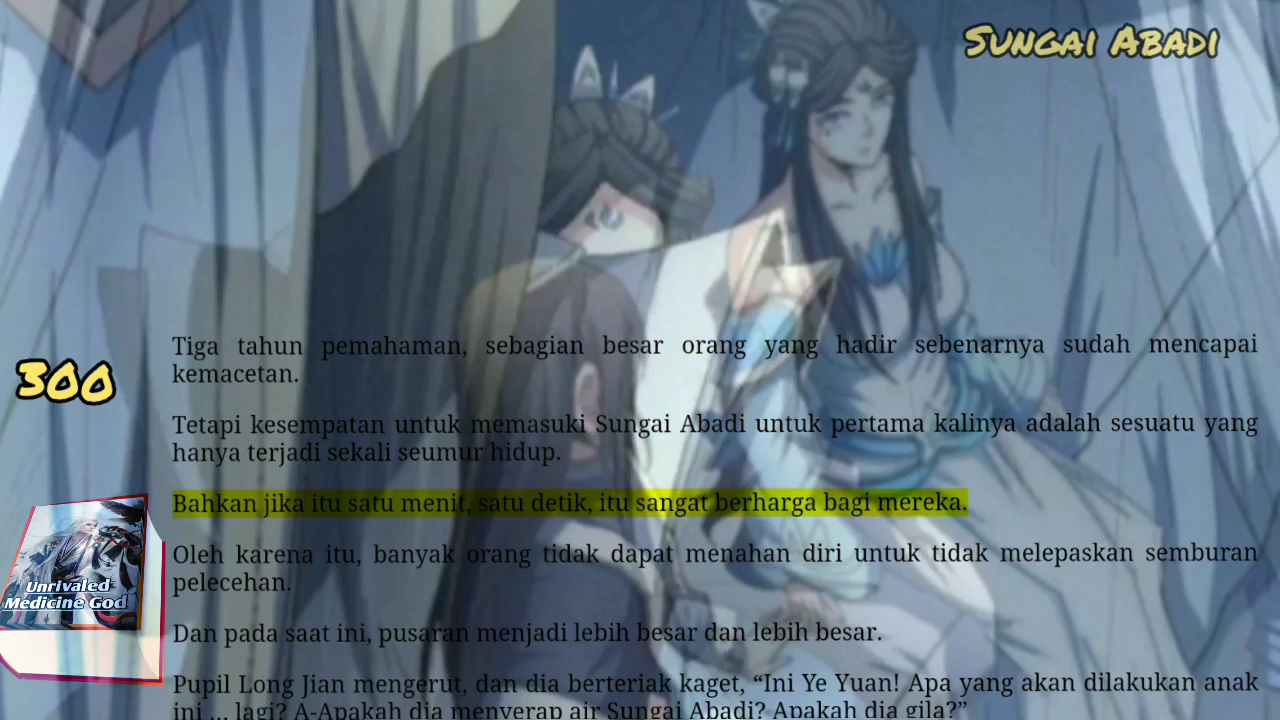 Sungai Abadi
Tiga tahun pemahaman, sebagian besar orang yang hadir sebenarnya sudah mencapai
kemacetan.
300
Tetapi kesempatan untuk memasuki Sungai Abadi untuk pertama kalinya adalah sesuatu yang
hanya terjadi sekali seumur hidup.
Bahkan jika itu satu menit, satu detik, itu sangat berharga bagi mereka.
Oleh karena itu, banyak orang tidak dapat menahan diri untuk tidak melepaskan semburan
pelecehan.
Unrivaled
Medicine God
Dan pada saat ini, pusaran menjadi lebih besar dan lebih besar.
Pupil Long Jian mengerut, dan dia berteriak kaget, “Ini Ye Yuan! Apa yang akan dilakukan anak
ini ... lagi? A-Apakah dia menyerap air Sungai Abadi? Apakah dia gila?”